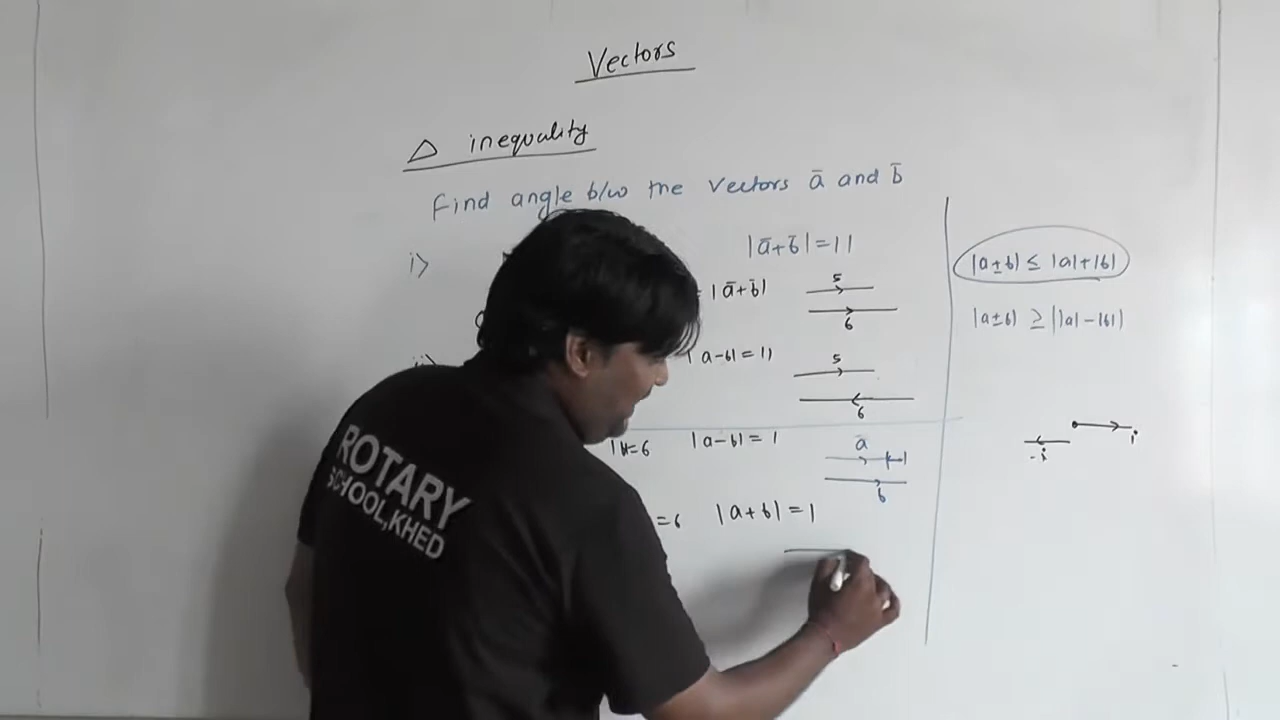 Vectors
Δ inequality
Find angle b/w the vectors ā and b̄
i> |ā+b̄| = 11
|ā+b̄|
5
6
|a-b| = 11
5
6
|b|=6 |a-b| = 1
a
b
=6 |a+b| = 1
|a±b| ≤ |a|+|b|
|a±b| ≥ ||a|-|b||
i
-i
ROTARY
SCHOOL,KHED